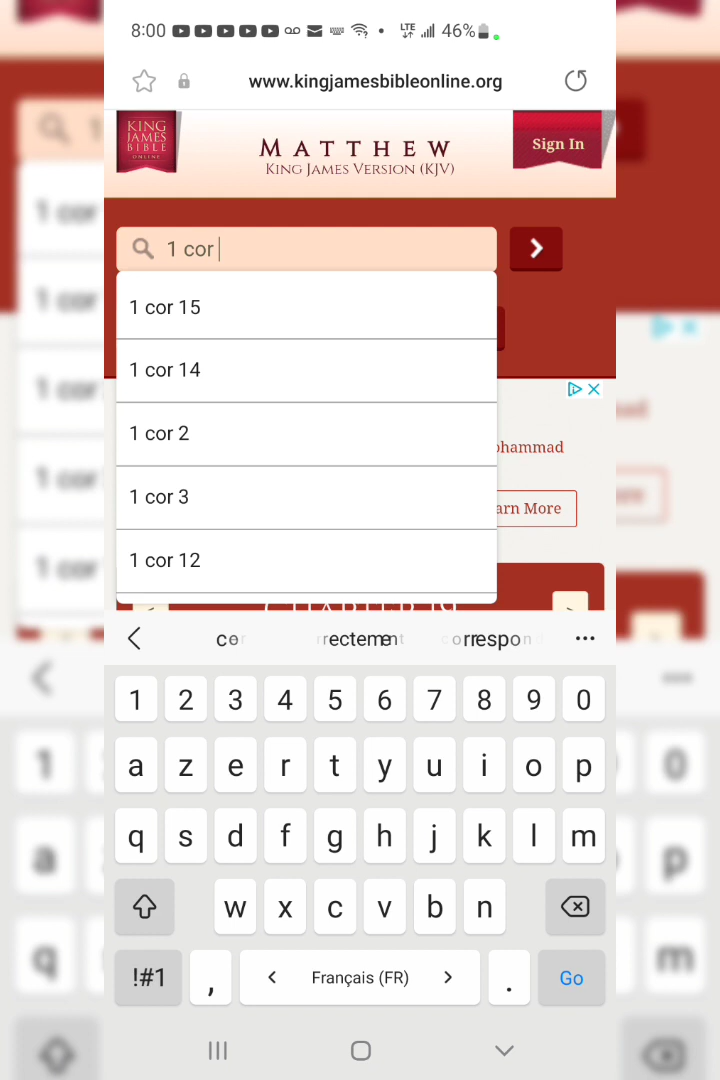 8:00 LTE 46%
www.kingjamesbibleonline.org
KING
JAMES
BIBLE
ONLINE
MATTHEW
KING JAMES VERSION (KJV)
Sign In
1 cor
1 cor 15
1 cor 14
1 cor 2
1 cor 3
1 cor 12
ohammad
arn More
1 2 3 4 5 6 7 8 9 0
a z e r t y u i o p
q s d f g h j k l m
w x c v b n
!#1 , < Français (FR) > . Go